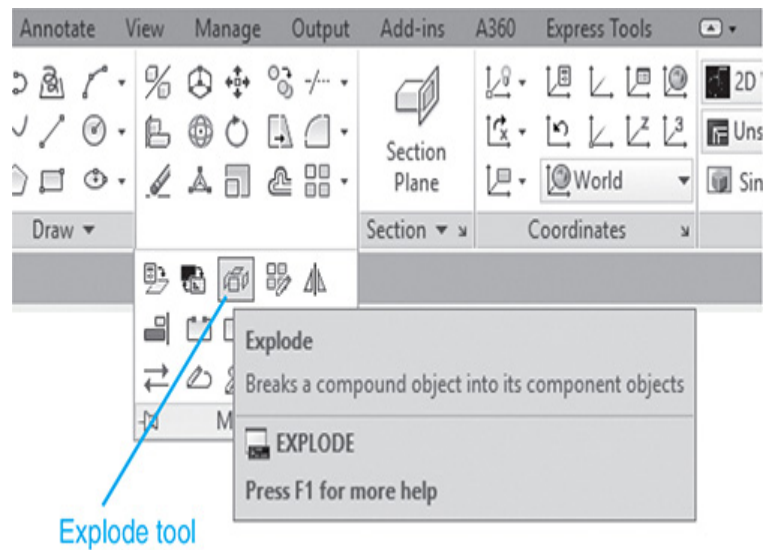 Annotate View Manage Output Add-ins A360 Express Tools
2D
Section
Plane
Uns
World
Sin
Draw
Section
Coordinates
Explode
Breaks a compound object into its component objects
M
EXPLODE
Press F1 for more help
Explode tool